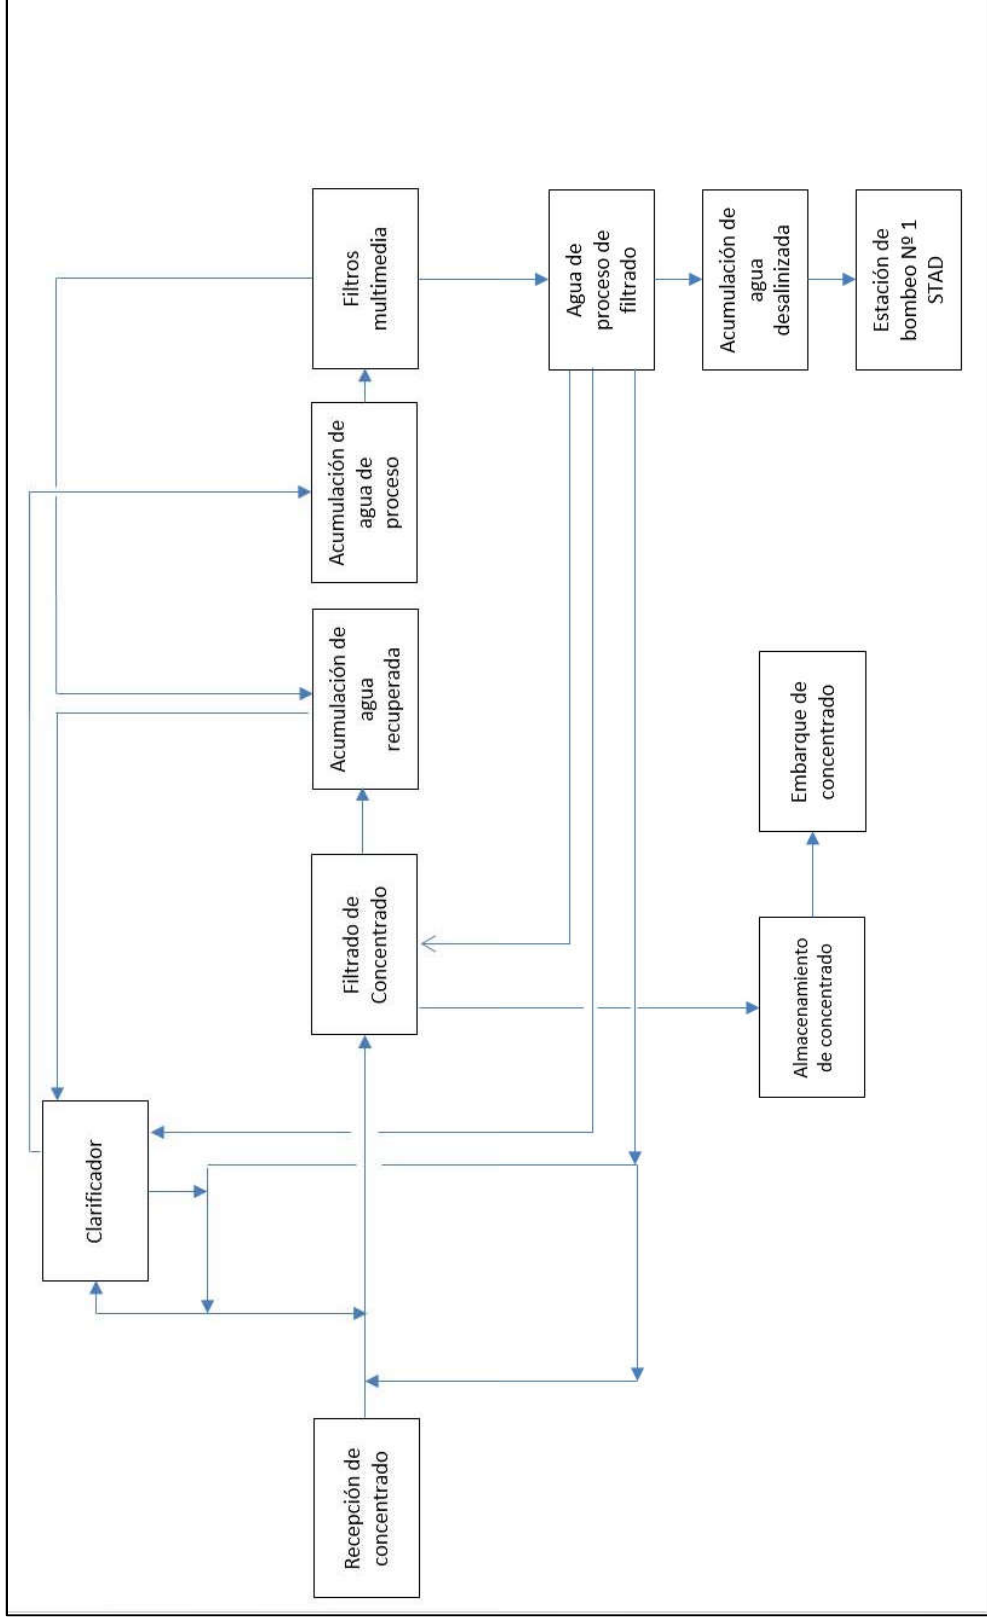 Clarificador
Recepción de
concentrado
Filtrado de
Concentrado
Acumulación de
agua
recuperada
Acumulación de
agua de
proceso
Filtros
multimedia
Agua de
proceso de
filtrado
Acumulación de
agua
desalinizada
Almacenamiento
de concentrado
Embarque de
concentrado
Estación de
bombeo Nº 1
STAD